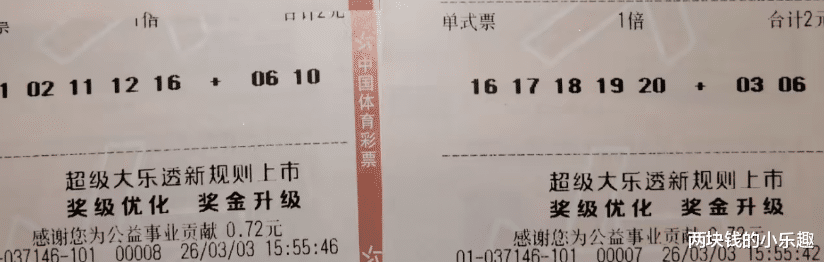 票 1倍 合计2元
1 02 11 12 16 + 06 10
超级大乐透新规则上市
奖级优化 奖金升级
感谢您为公益事业贡献 0.72元
-037146-101 00008 26/03/03 15:55:46
中国体育彩票
单式票 1倍 合计2元
16 17 18 19 20 + 03 06
超级大乐透新规则上市
奖级优化 奖金升级
感谢您为公益事业贡献 0.72元
01-037146-101 00007 26/03/03 15:55:42
两块钱的小乐趣